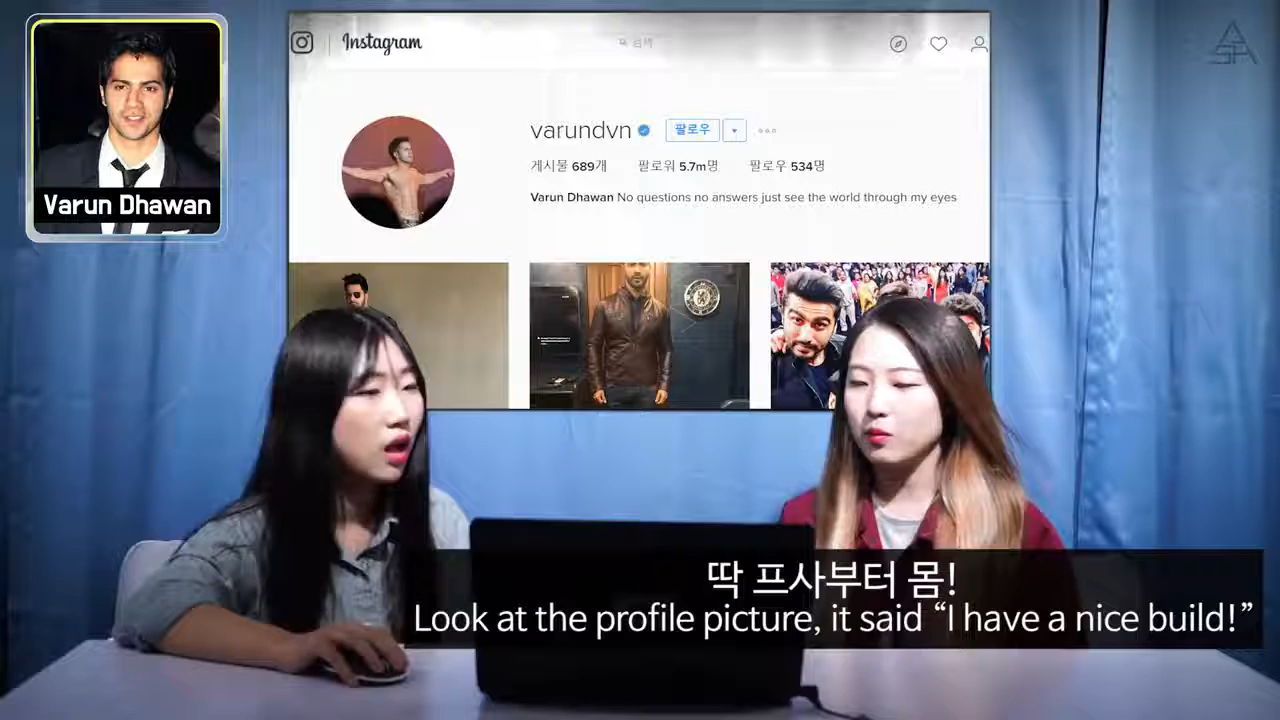 Instagram
검색
ASA
varundvn 팔로우
게시물 689개 팔로워 5.7m명 팔로우 534명
Varun Dhawan No questions no answers just see the world through my eyes
Varun Dhawan
딱 프사부터 몸!
Look at the profile picture, it said “I have a nice build!”